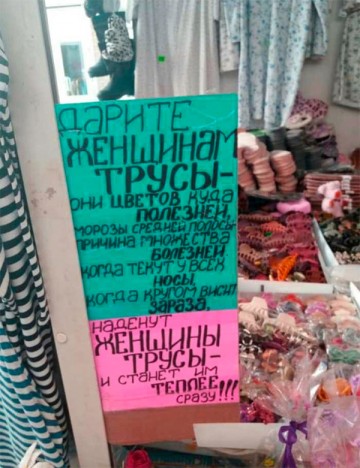 ДАРИТЕ
ЖЕНЩИНАМ
ТРУСЫ-
ОНИ ЦВЕТОВ КУДА
ПОЛЕЗНЕЙ,
МОРОЗЫ СРЕДНЕЙ ПОЛОСЫ-
ПРИЧИНА МНОЖЕСТВА
БОЛЕЗНЕЙ
КОГДА ТЕКУТ У ВСЕХ
НОСЫ,
КОГДА КРУГОМ ВИСИТ
ЗАРАЗА,
НАДЕНУТ
ЖЕНЩИНЫ
ТРУСЫ-
И СТАНЕТ ИМ
ТЕПЛЕЕ
СРАЗУ!!!